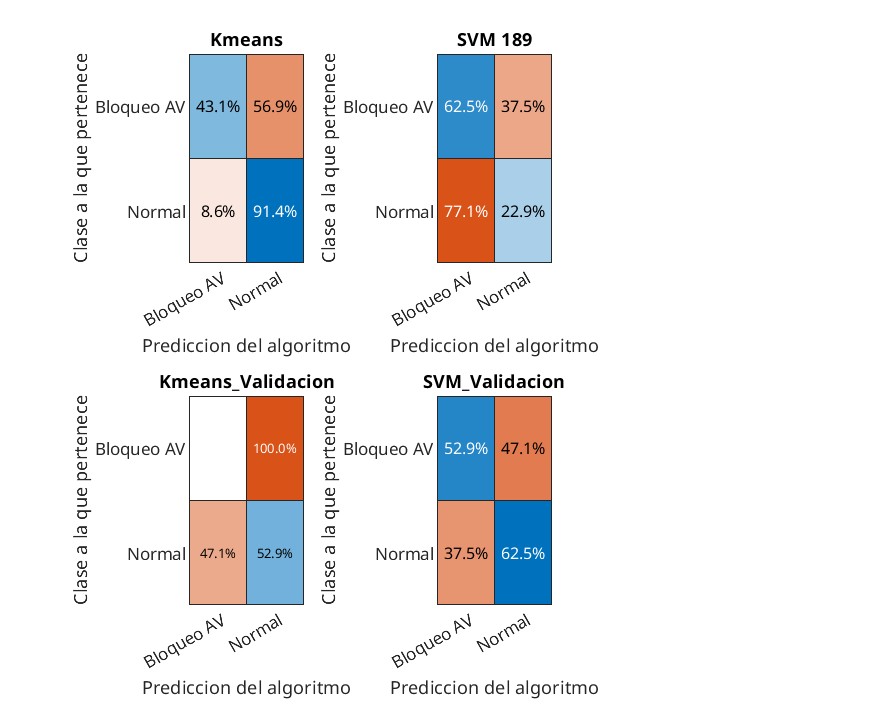 Kmeans
Clase a la que pertenece
Bloqueo AV
43.1%
56.9%
Normal
8.6%
91.4%
Bloqueo AV
Normal
Prediccion del algoritmo
SVM 189
Clase a la que pertenece
Bloqueo AV
62.5%
37.5%
Normal
77.1%
22.9%
Bloqueo AV
Normal
Prediccion del algoritmo
Kmeans_Validacion
Clase a la que pertenece
Bloqueo AV
100.0%
Normal
47.1%
52.9%
Bloqueo AV
Normal
Prediccion del algoritmo
SVM_Validacion
Clase a la que pertenece
Bloqueo AV
52.9%
47.1%
Normal
37.5%
62.5%
Bloqueo AV
Normal
Prediccion del algoritmo